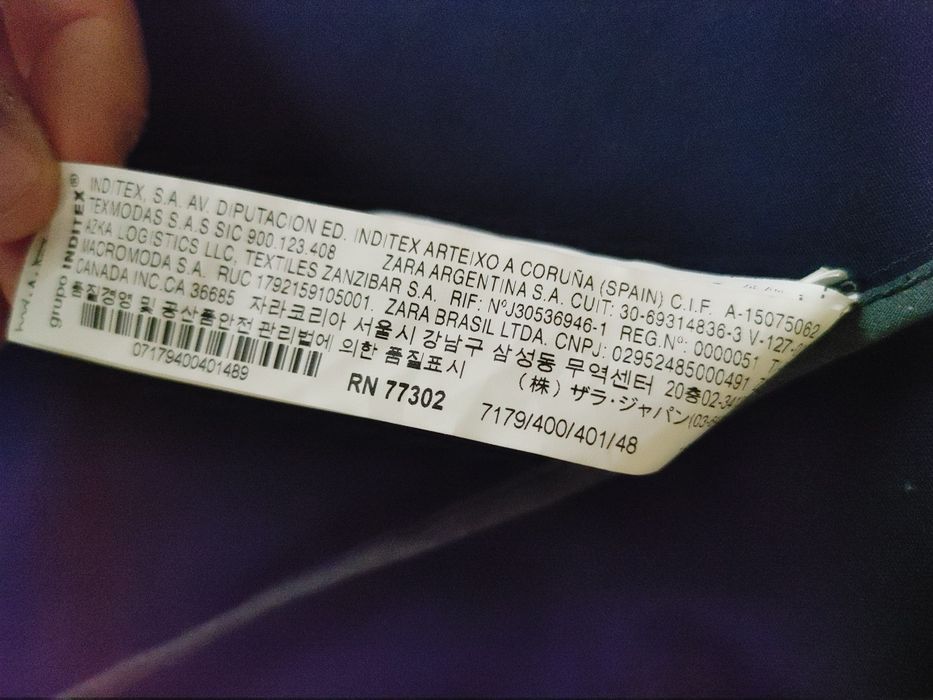 grupo INDITEX®
INDITEX, S.A. AV. DIPUTACION ED. INDITEX ARTEIXO A CORUÑA (SPAIN) C.I.F. A-15075062
TEXMODAS S.A.S SIC 900.123.408 ZARA ARGENTINA S.A. CUIT: 30-69314836-3
AZKA LOGISTICS LLC, TEXTILES ZANZIBAR S.A. RIF: NºJ30536946-1 REG.Nº: 0000051
MACROMODA S.A. RUC 1792159105001. ZARA BRASIL LTDA. CNPJ: 02952485000491
CANADA INC.CA 36685 자라코리아 서울시 강남구 삼성동 무역센터 20층
품질경영 및 공산품안전 관리법에 의한 품질표시 (株) ザラ・ジャパン
07179400401489
RN 77302
7179/400/401/48